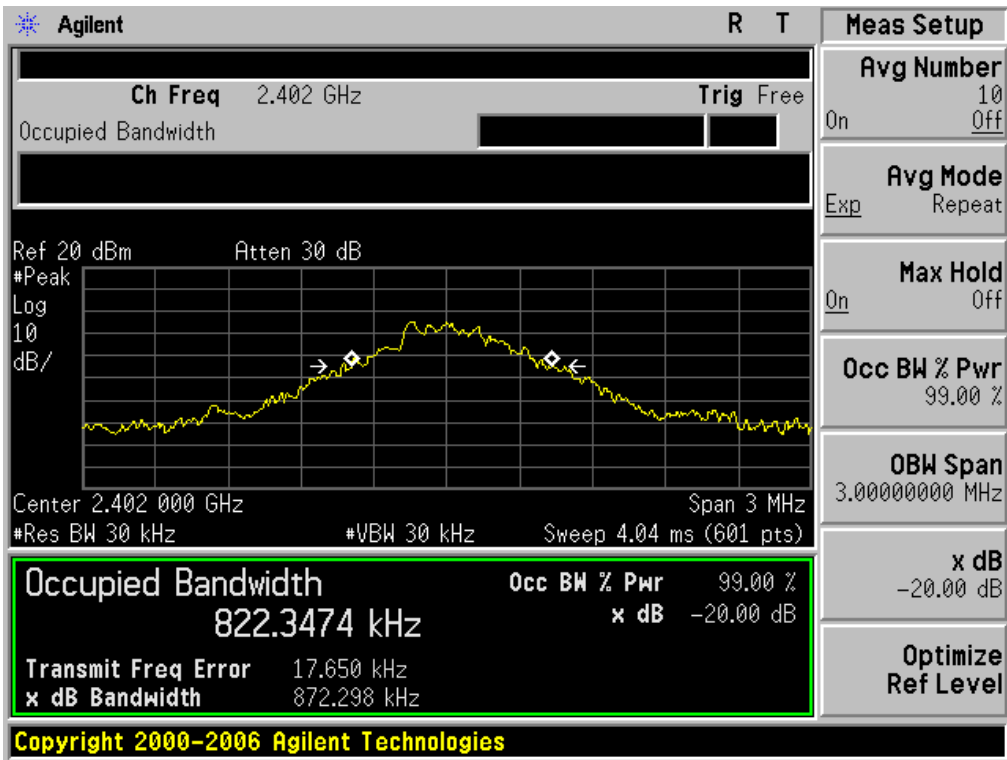 Agilent R T
Ch Freq 2.402 GHz Trig Free
Occupied Bandwidth
Ref 20 dBm Atten 30 dB
#Peak
Log
10
dB/
Center 2.402 000 GHz Span 3 MHz
#Res BW 30 kHz #VBW 30 kHz Sweep 4.04 ms (601 pts)
Occupied Bandwidth Occ BW % Pwr 99.00 %
822.3474 kHz x dB -20.00 dB
Transmit Freq Error 17.650 kHz
x dB Bandwidth 872.298 kHz
Copyright 2000-2006 Agilent Technologies
Meas Setup
Avg Number
10
On Off
Avg Mode
Exp Repeat
Max Hold
On Off
Occ BW % Pwr
99.00 %
OBW Span
3.00000000 MHz
x dB
-20.00 dB
Optimize
Ref Level